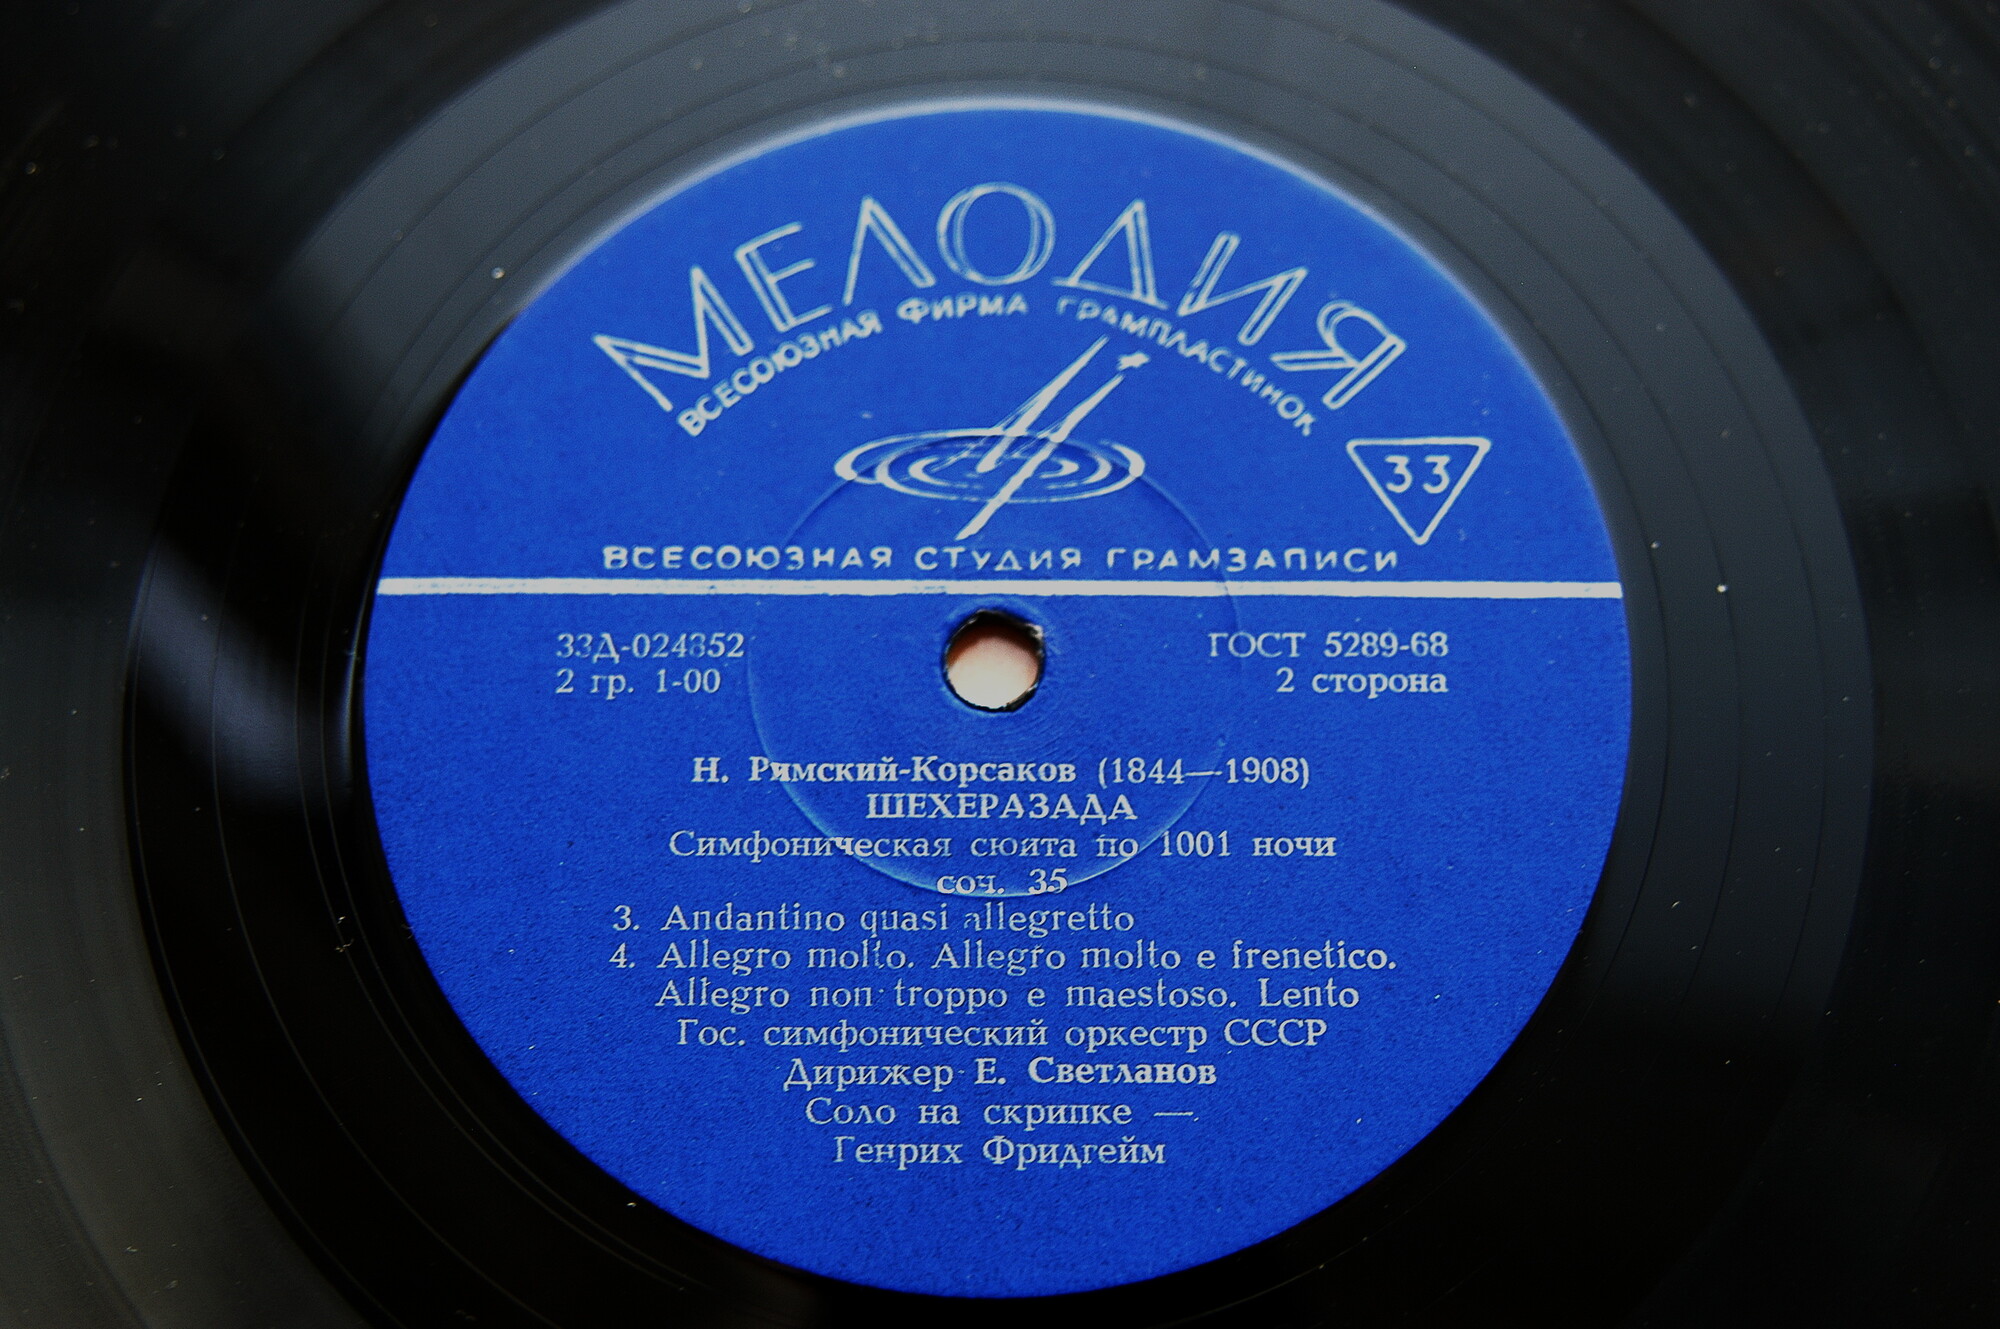 МЕЛОДИЯ
ВСЕСОЮЗНАЯ ФИРМА ГРАМПЛАСТИНОК
33
ВСЕСОЮЗНАЯ СТУДИЯ ГРАМЗАПИСИ
33Д-024352 ГОСТ 5289-68
2 гр. 1-00 2 сторона
Н. Римский-Корсаков (1844—1908)
ШЕХЕРАЗАДА
Симфоническая сюита по 1001 ночи
соч. 35
3. Andantino quasi allegretto
4. Allegro molto. Allegro molto e frenetico.
Allegro non troppo e maestoso. Lento
Гос. симфонический оркестр СССР
Дирижер Е. Светланов
Соло на скрипке —
Генрих Фридгейм